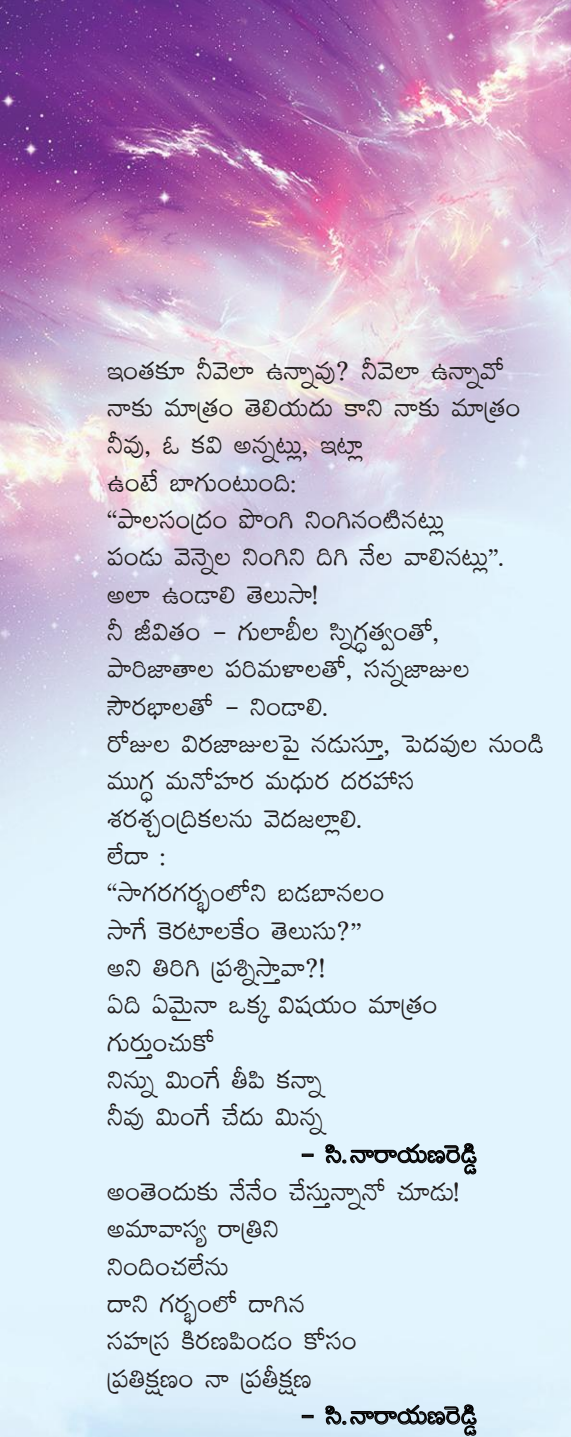 ఇంతకూ నీవెలా ఉన్నావు? నీవెలా ఉన్నావో
నాకు మాత్రం తెలియదు కాని నాకు మాత్రం
నీవు, ఓ కవి అన్నట్లు, ఇట్లా
ఉంటే బాగుంటుంది:
“పాలసంద్రం పొంగి నింగినంటినట్లు
పండు వెన్నెల నింగిని దిగి నేల వాలినట్లు”.
అలా ఉండాలి తెలుసా!
నీ జీవితం – గులాబీల స్నిగ్ధత్వంతో,
పారిజాతాల పరిమళాలతో, సన్నజాజుల
సౌరభాలతో – నిండాలి.
రోజుల విరజాజులపై నడుస్తూ, పెదవుల నుండి
ముగ్ధ మనోహర మధుర దరహాస
శరశ్చంద్రికలను వెదజల్లాలి.
లేదా :
“సాగరగర్భంలోని బడబానలం
సాగే కెరటాలకేం తెలుసు?”
అని తిరిగి ప్రశ్నిస్తావా?!
ఏది ఏమైనా ఒక్క విషయం మాత్రం
గుర్తుంచుకో
నిన్ను మింగే తీపి కన్నా
నీవు మింగే చేదు మిన్న
– సి.నారాయణరెడ్డి
అంతెందుకు నేనేం చేస్తున్నానో చూడు!
అమావాస్య రాత్రిని
నిందించలేను
దాని గర్భంలో దాగిన
సహస్ర కిరణపిండం కోసం
ప్రతిక్షణం నా ప్రతీక్షణ
– సి.నారాయణరెడ్డి